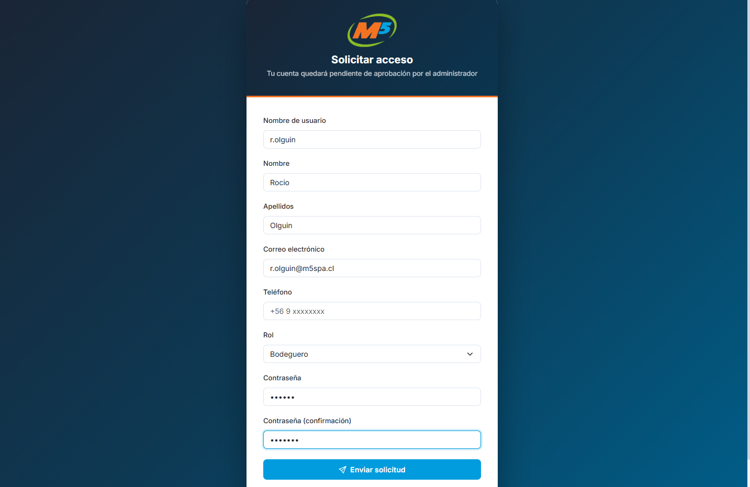 M5
Solicitar acceso
Tu cuenta quedará pendiente de aprobación por el administrador
Nombre de usuario
r.olguin
Nombre
Rocio
Apellidos
Olguin
Correo electrónico
r.olguin@m5spa.cl
Teléfono
+56 9 xxxxxxxx
Rol
Bodeguero
Contraseña
••••••
Contraseña (confirmación)
•••••••
Enviar solicitud